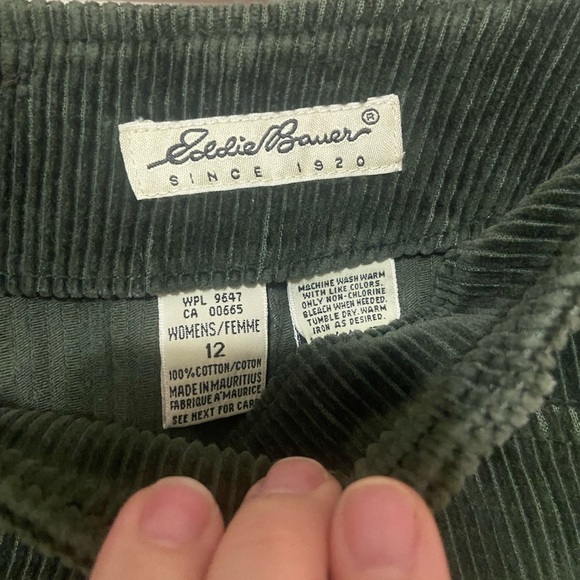 Eddie Bauer®
SINCE 1920
WPL 9647
CA 00665
WOMENS/FEMME
12
100% COTTON/COTON
MADE IN MAURITIUS
FABRIQUE A'MAURICE
SEE NEXT FOR CAR
MACHINE WASH WARM
WITH LIKE COLORS.
ONLY NON-CHLORINE
BLEACH WHEN NEEDED.
TUMBLE DRY. WARM
IRON AS DESIRED.